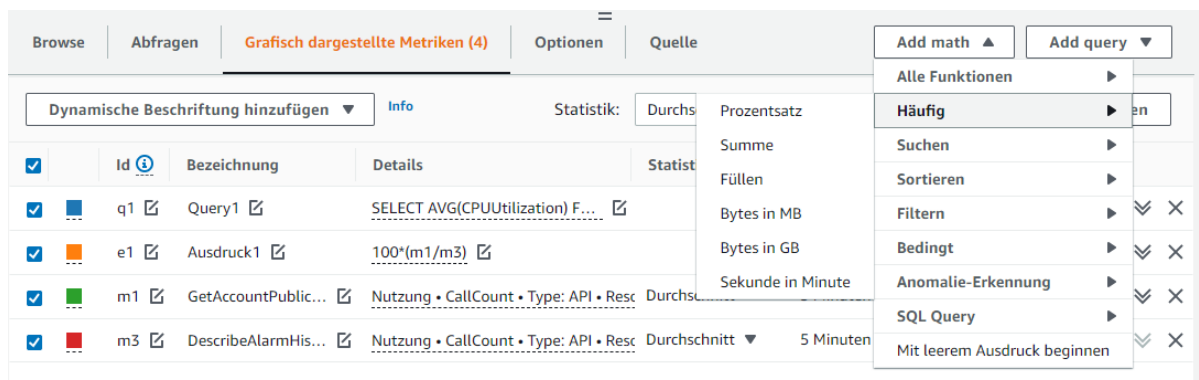 Browse Abfragen Grafisch dargestellte Metriken (4) Optionen Quelle Add math Add query
Alle Funktionen
Dynamische Beschriftung hinzufügen Info Statistik: Prozentsatz Häufig
Summe Suchen
Id Bezeichnung Details Füllen Sortieren
q1 Query1 SELECT AVG(CPUUtilization) F... Bytes in MB Filtern
e1 Ausdruck1 100*(m1/m3) Bytes in GB Bedingt
Sekunde in Minute Anomalie-Erkennung
m1 GetAccountPublic... Nutzung • CallCount • Type: API •
SQL Query
m3 DescribeAlarmHis... Nutzung • CallCount • Type: API • Durchschnitt 5 Minuten
Mit leerem Ausdruck beginnen